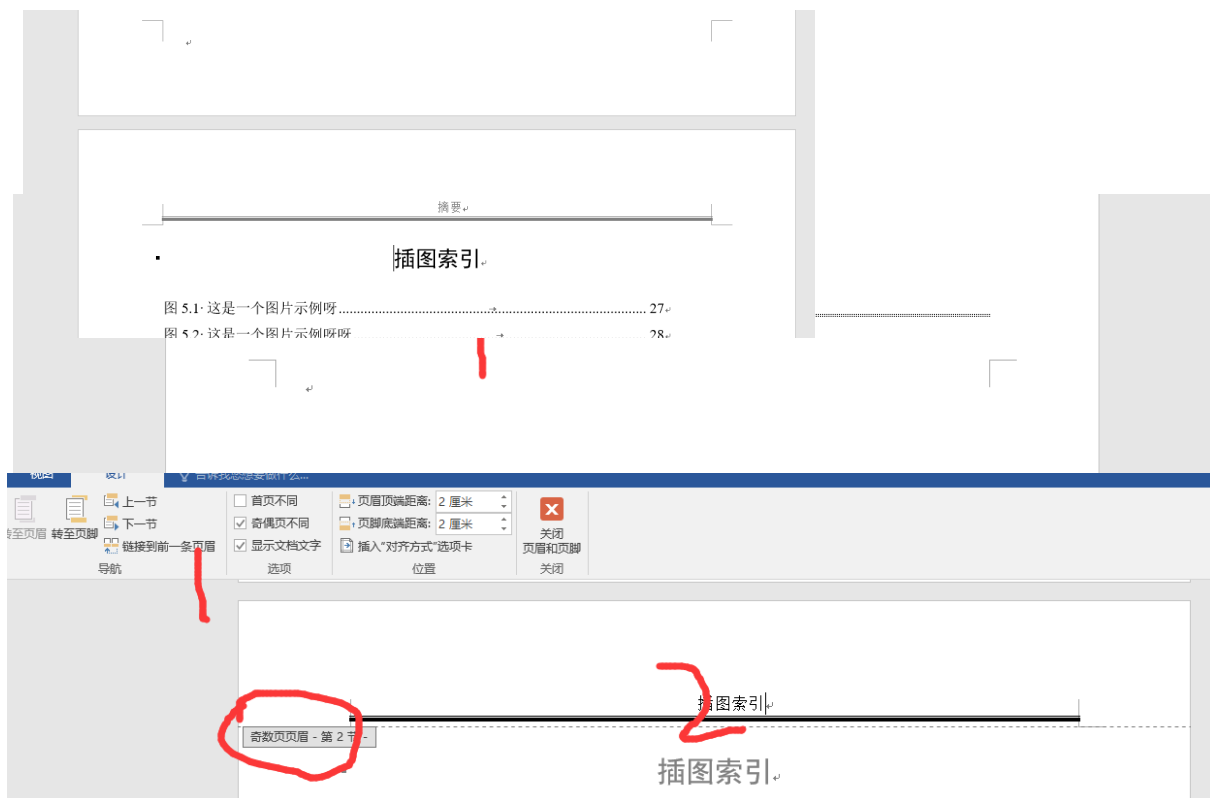 摘要
插图索引
图 5.1· 这是一个图片示例呀 27
图 5.2· 这是一个图片示例呀呀 28
1
视图 设计 告诉我您想要做什么...
上一节 首页不同 页眉顶端距离: 2 厘米
转至页眉 转至页脚 下一节 奇偶页不同 页脚底端距离: 2 厘米 关闭
链接到前一条页眉 显示文档文字 插入"对齐方式"选项卡 页眉和页脚
导航 选项 位置 关闭
1
2
插图索引
奇数页页眉 - 第 2 节 -
插图索引